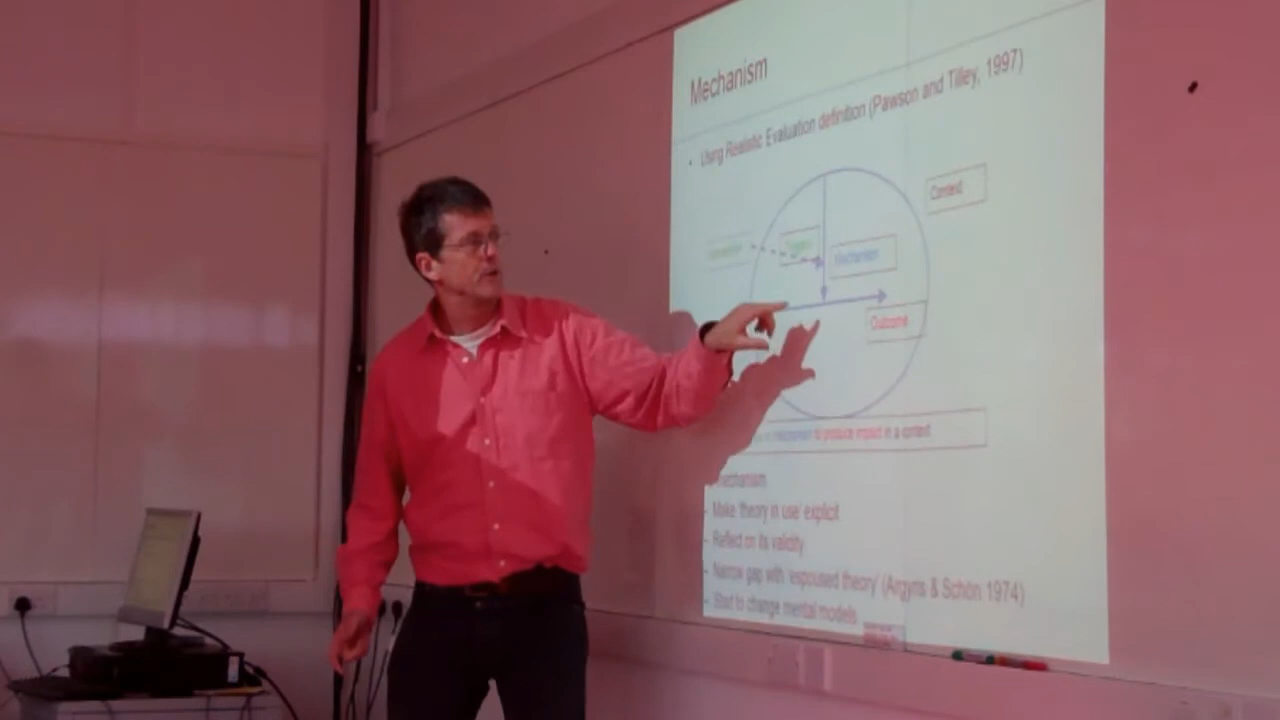 Mechanism
• Using Realistic Evaluation definition (Pawson and Tilley, 1997)
Context
Mechanism
Outcome
mechanism to produce impact in a context
mechanism
- Make 'theory in use' explicit
- Reflect on its validity
- Narrow gap with 'espoused theory' (Argyris & Schön 1974)
- Start to change mental models